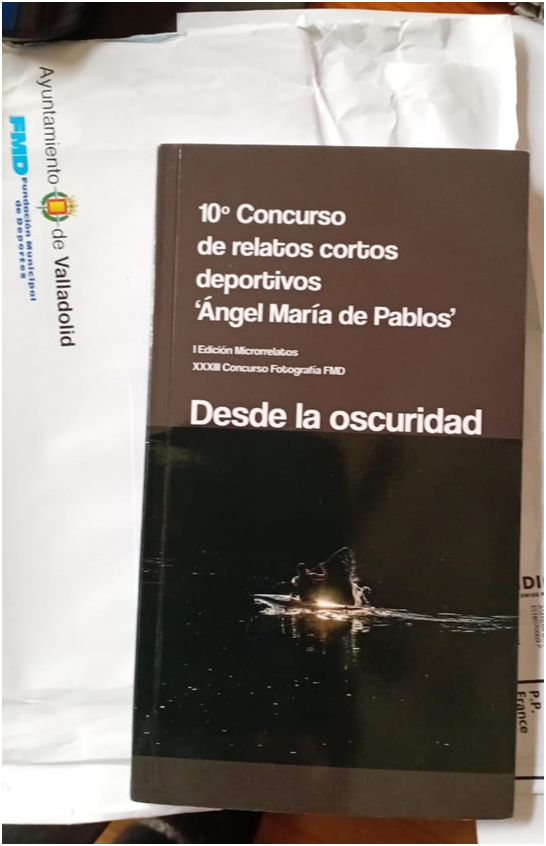 Ayuntamiento de Valladolid
FMD Fundación Municipal
de Deportes
10º Concurso
de relatos cortos
deportivos
‘Ángel María de Pablos’
I Edición Microrrelatos
XXXIII Concurso Fotografía FMD
Desde la oscuridad
DI
P.P.
France